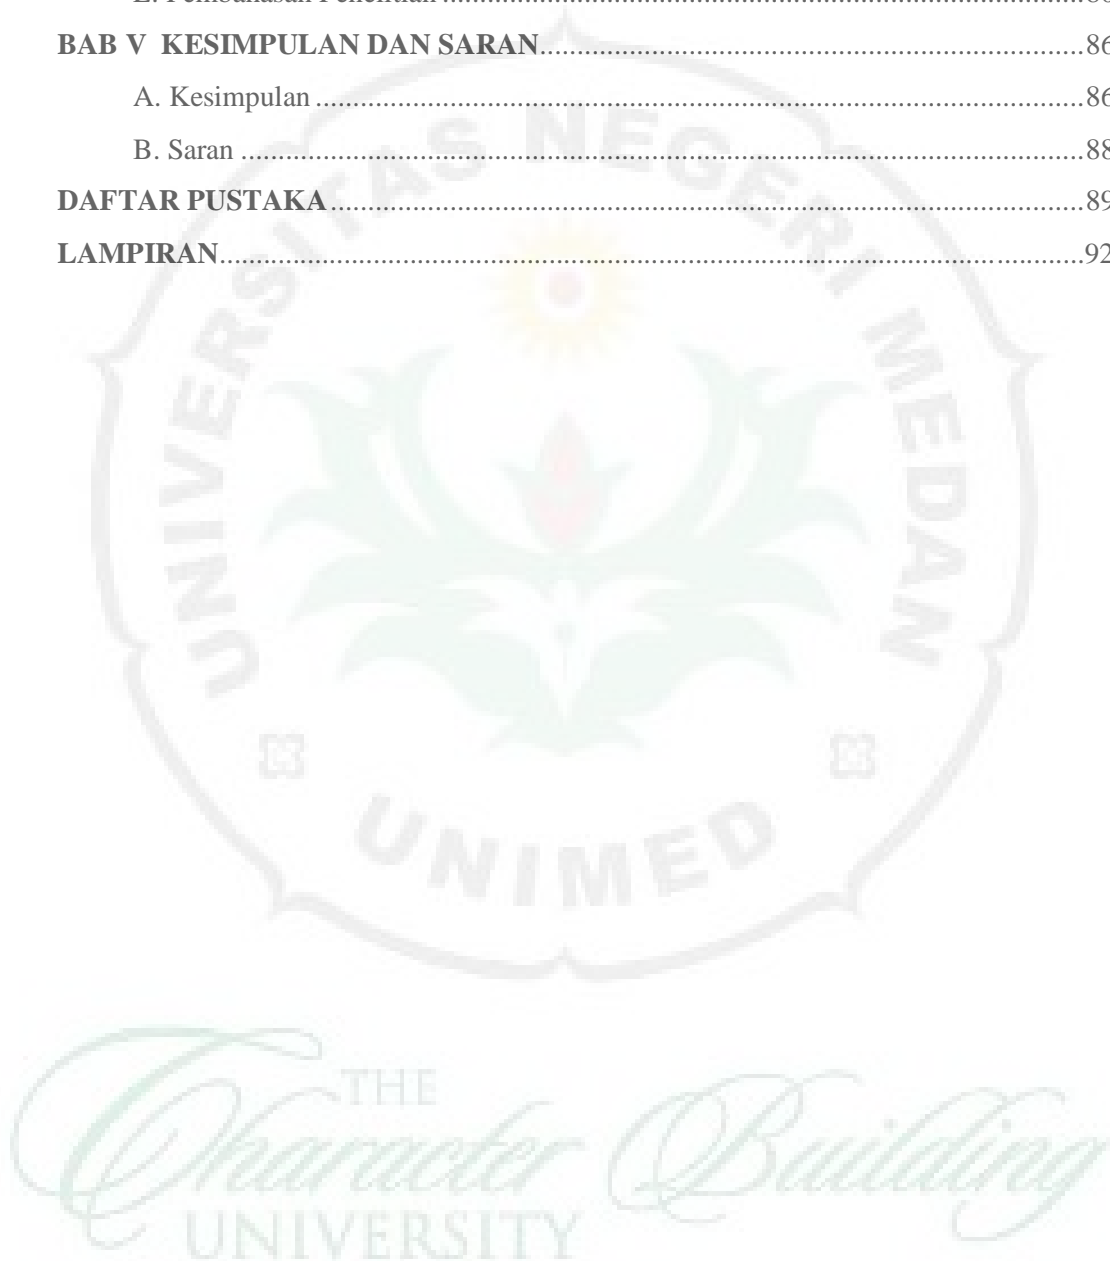 BAB V KESIMPULAN DAN SARAN..........86
A. Kesimpulan..........86
B. Saran..........88
DAFTAR PUSTAKA..........89
LAMPIRAN..........92
UNIVERSITAS NEGERI MEDAN
UNIMED
THE
Character Building
UNIVERSITY